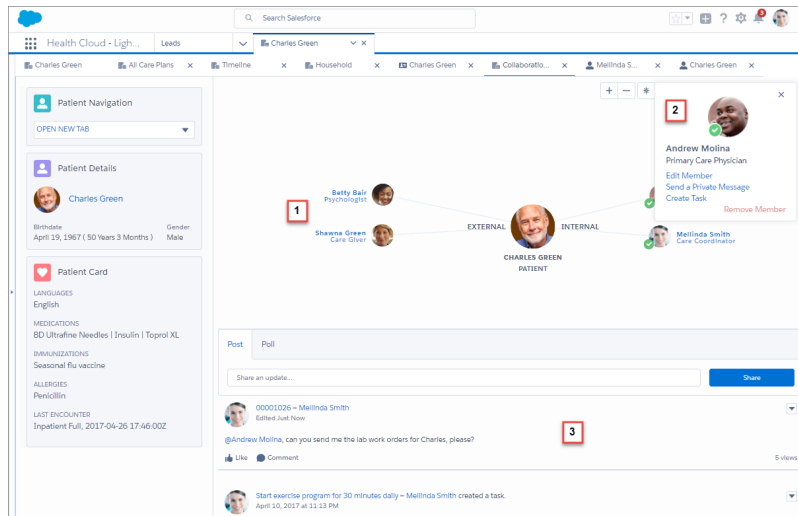 Search Salesforce
3
Health Cloud - Ligh...
Leads
Charles Green
Charles Green
All Care Plans
Timeline
Household
Charles Green
Collaboratio...
Mellinda S...
Charles Green
Patient Navigation
OPEN NEW TAB
Patient Details
Charles Green
Birthdate
Gender
April 19, 1967 ( 50 Years 3 Months )
Male
Patient Card
LANGUAGES
English
MEDICATIONS
BD Ultrafine Needles | Insulin | Toprol XL
IMMUNIZATIONS
Seasonal flu vaccine
ALLERGIES
Penicillin
LAST ENCOUNTER
Inpatient Full, 2017-04-26 17:46:00Z
1
Betty Bair
Psychologist
Shawna Green
Care Giver
EXTERNAL
INTERNAL
CHARLES GREEN
PATIENT
Mellinda Smith
Care Coordinator
2
Andrew Molina
Primary Care Physician
Edit Member
Send a Private Message
Create Task
Remove Member
Post
Poll
Share an update...
Share
00001026 – Mellinda Smith
Edited Just Now
@Andrew Molina, can you send me the lab work orders for Charles, please?
3
Like
Comment
5 views
Start exercise program for 30 minutes daily – Mellinda Smith created a task.
April 10, 2017 at 11:13 PM